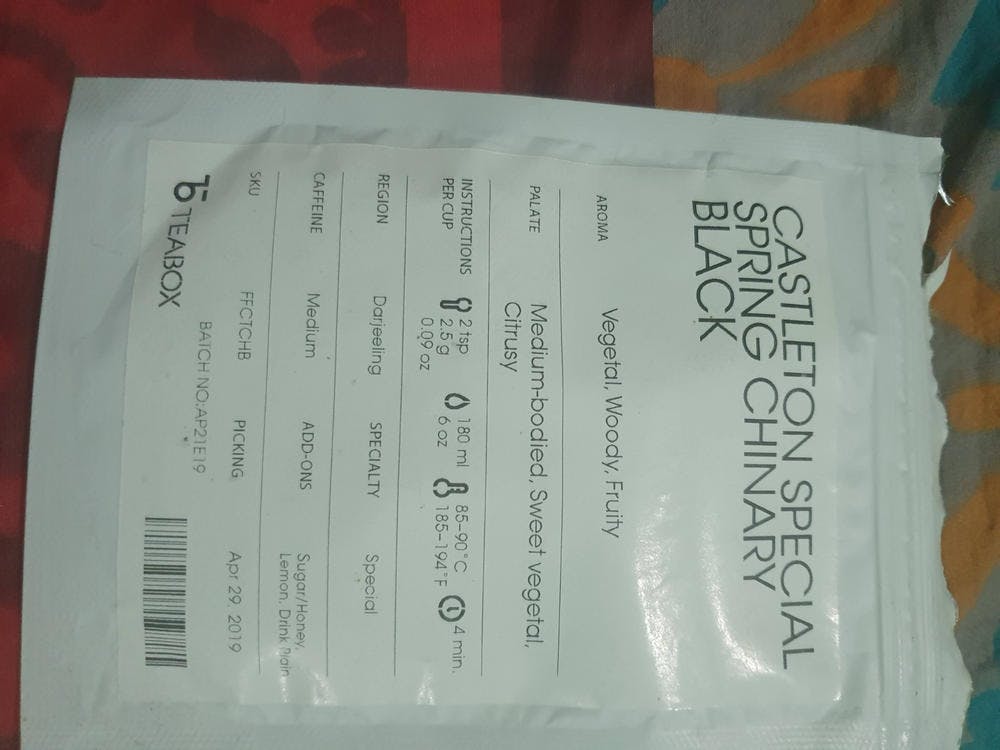 CASTLETON SPECIAL
SPRING CHINARY
BLACK
AROMA Vegetal, Woody, Fruity
PALATE Medium-bodied, Sweet vegetal,
Citrusy
INSTRUCTIONS 2 tsp 180 ml 85-90°C 4 min.
PER CUP 2.5 g 6 oz 185-194°F
0.09 oz
REGION Darjeeling SPECIALTY Special
CAFFEINE Medium ADD-ONS Sugar/Honey,
Lemon, Drink Plain
SKU FFCTCHB PICKING Apr 29, 2019
BATCH NO:AP21E19
TEABOX